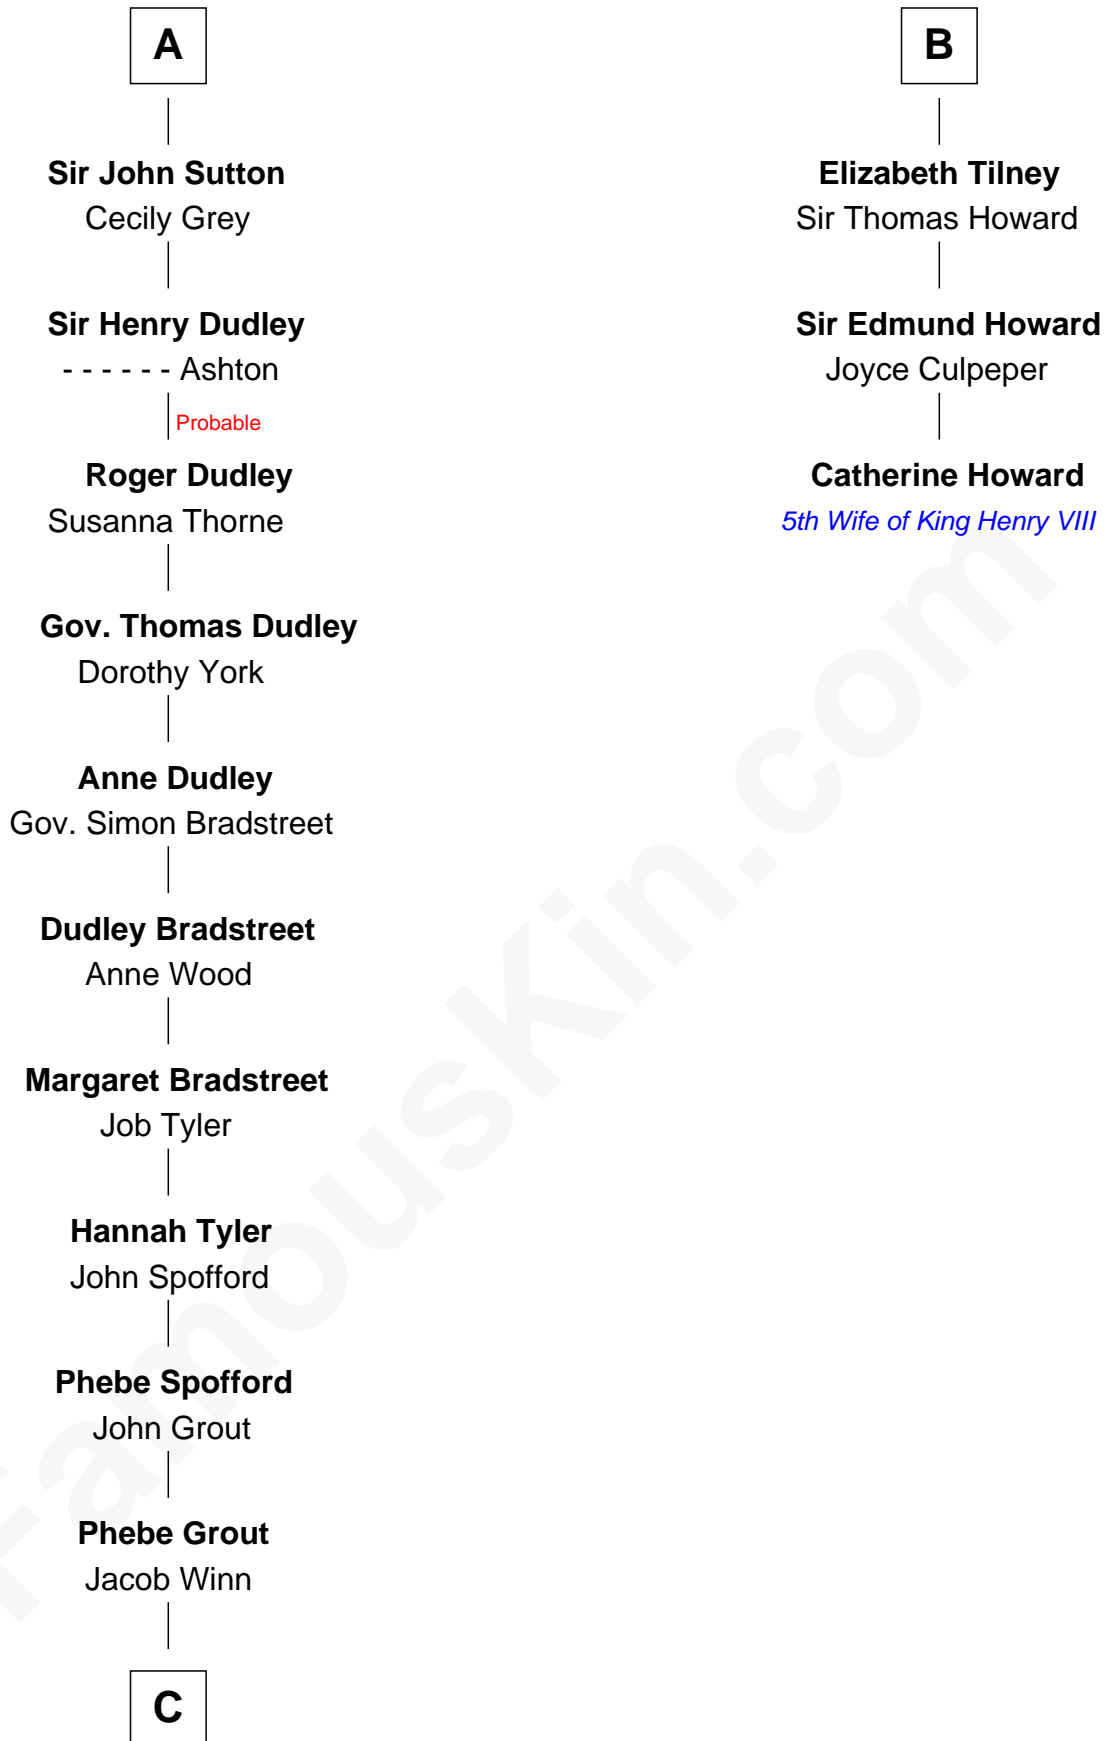 A
Sir John Sutton
Cecily Grey
Sir Henry Dudley
- - - - - - Ashton
Probable
Roger Dudley
Susanna Thorne
Gov. Thomas Dudley
Dorothy York
Anne Dudley
Gov. Simon Bradstreet
Dudley Bradstreet
Anne Wood
Margaret Bradstreet
Job Tyler
Hannah Tyler
John Spofford
Phebe Spofford
John Grout
Phebe Grout
Jacob Winn
C
B
Elizabeth Tilney
Sir Thomas Howard
Sir Edmund Howard
Joyce Culpeper
Catherine Howard
5th Wife of King Henry VIII
FamousKin.com